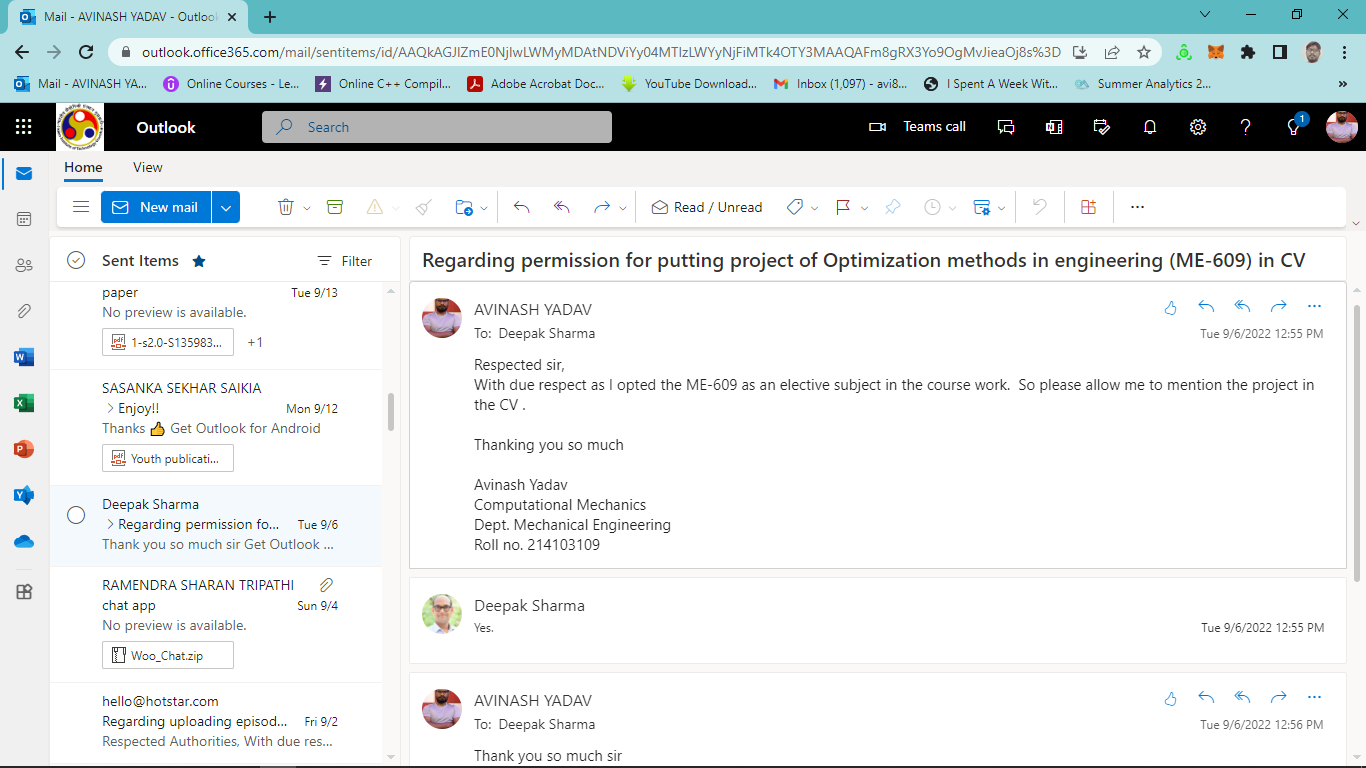 Mail - AVINASH YADAV - Outlook
outlook.office365.com/mail/sentitems/id/AAQkAGJlZmE0NjIwLWMyMDAtNDViYy04MTIzLWYyNjFiMTk4OTY3MAAQAFm8gRX3Yo9OgMvJieaOj8s%3D
Mail - AVINASH YA...
Online Courses - Le...
Online C++ Compil...
Adobe Acrobat Doc...
YouTube Download...
Inbox (1,097) - avi8...
I Spent A Week Wit...
Summer Analytics 2...
Outlook
Search
Teams call
1
Home
View
New mail
Read / Unread
Sent Items
Filter
paper Tue 9/13
No preview is available.
1-s2.0-S135983...
+1
SASANKA SEKHAR SAIKIA
Enjoy!! Mon 9/12
Thanks 👍 Get Outlook for Android
Youth publicati...
Deepak Sharma
Regarding permission fo... Tue 9/6
Thank you so much sir Get Outlook ...
RAMENDRA SHARAN TRIPATHI
chat app Sun 9/4
No preview is available.
Woo_Chat.zip
hello@hotstar.com
Regarding uploading episod... Fri 9/2
Respected Authorities, With due res...
Regarding permission for putting project of Optimization methods in engineering (ME-609) in CV
AVINASH YADAV
To: Deepak Sharma
Tue 9/6/2022 12:55 PM
Respected sir,
With due respect as I opted the ME-609 as an elective subject in the course work.  So please allow me to mention the project in
the CV .
Thanking you so much
Avinash Yadav
Computational Mechanics
Dept. Mechanical Engineering
Roll no. 214103109
Deepak Sharma
Yes.
Tue 9/6/2022 12:55 PM
AVINASH YADAV
To: Deepak Sharma
Tue 9/6/2022 12:56 PM
Thank you so much sir